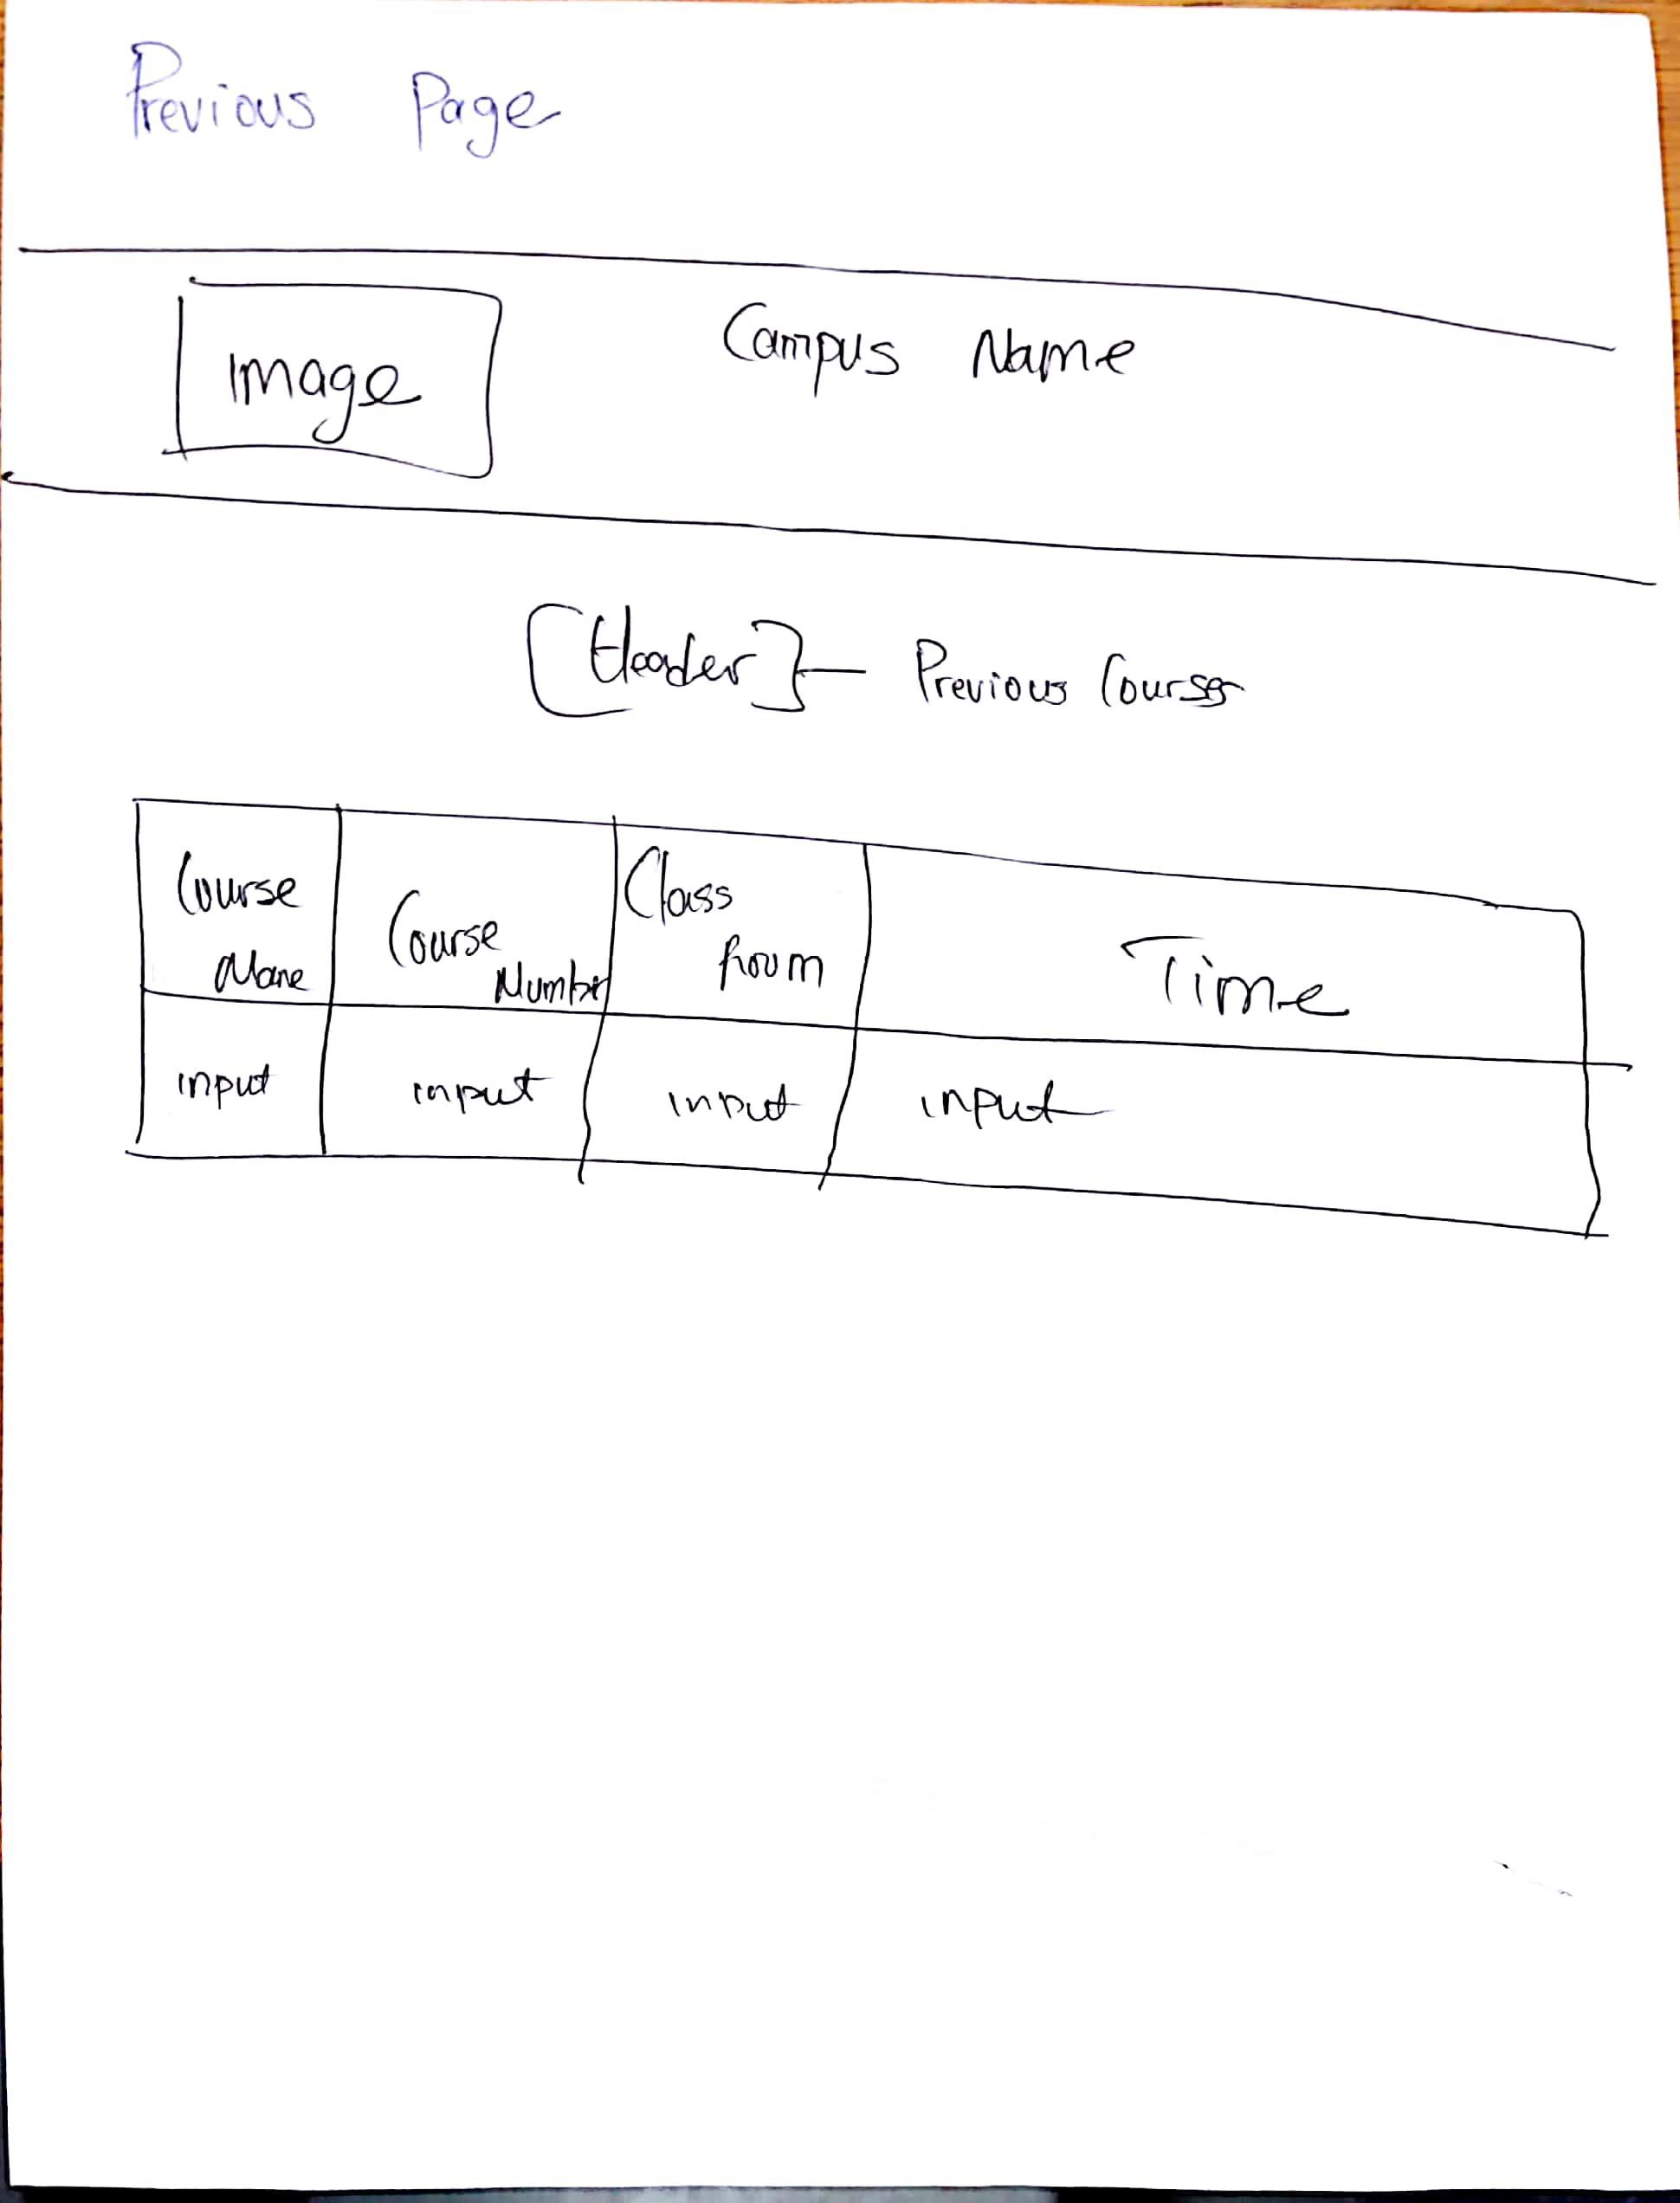 Previous Page
Image
Campus Name
[Header] - Previous Courses
Course Name
Course Number
Class Room
Time
input
input
input
input